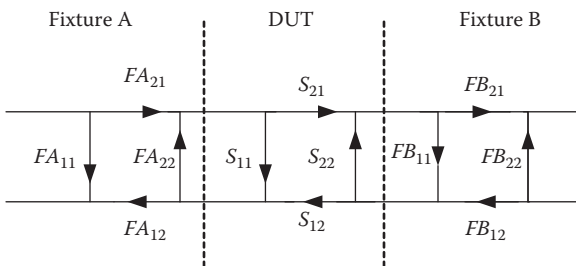 Fixture A DUT Fixture B
FA21 S21 FB21
FA11 FA22 S11 S22 FB11 FB22
FA12 S12 FB12